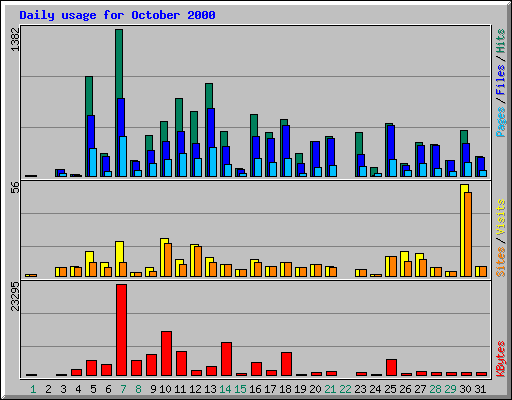 Daily usage for October 2000
1382
Pages / Files / Hits
56
Sites / Visits
23295
KBytes
1 2 3 4 5 6 7 8 9 10 11 12 13 14 15 16 17 18 19 20 21 22 23 24 25 26 27 28 29 30 31